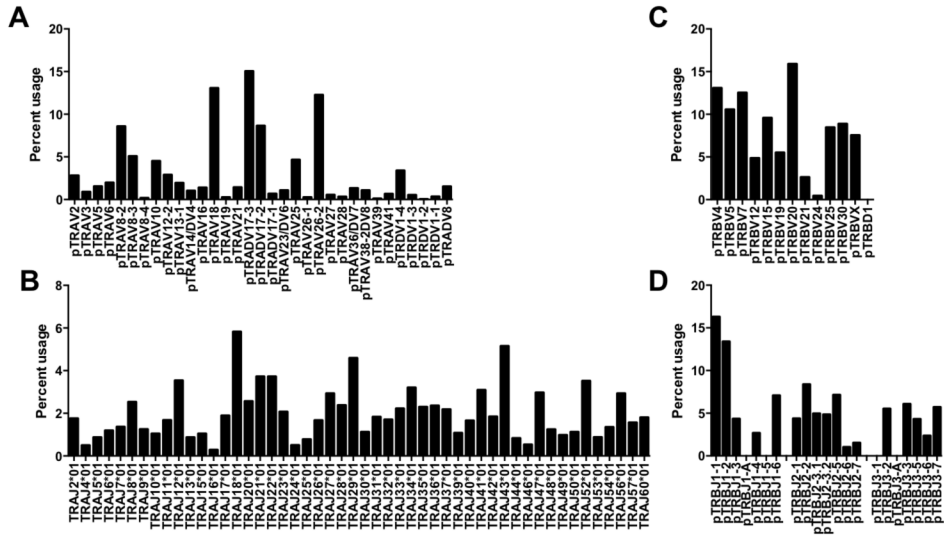 A
Percent usage
20
15
10
5
0
pTRAV2
pTRAV3
pTRAV5
pTRAV6
pTRAV8-2
pTRAV8-3
pTRAV8-4
pTRAV10
pTRAV12-2
pTRAV13-1
pTRAV14/DV4
pTRAV16
pTRAV18
pTRAV19
pTRAV21
pTRADV17-3
pTRADV17-2
pTRADV17-1
pTRAV23/DV6
pTRAV25
pTRAV26-1
pTRAV26-2
pTRAV27
pTRAV28
pTRAV36/DV7
pTRAV38-2DV8
pTRAV39
pTRAV41
pTRDV1-4
pTRDV1-3
pTRDV1-2
pTRDV1-1
pTRADV8
C
Percent usage
20
15
10
5
0
pTRBV4
pTRBV5
pTRBV7
pTRBV12
pTRBV15
pTRBV19
pTRBV20
pTRBV21
pTRBV24
pTRBV25
pTRBV30
pTRBVX
pTRBD1
B
Percent usage
8
6
4
2
0
TRAJ2*01
TRAJ4*01
TRAJ5*01
TRAJ6*01
TRAJ7*01
TRAJ8*01
TRAJ9*01
TRAJ10*01
TRAJ11*01
TRAJ12*01
TRAJ13*01
TRAJ15*01
TRAJ16*01
TRAJ17*01
TRAJ18*01
TRAJ20*01
TRAJ21*01
TRAJ22*01
TRAJ23*01
TRAJ24*01
TRAJ25*01
TRAJ26*01
TRAJ27*01
TRAJ28*01
TRAJ29*01
TRAJ30*01
TRAJ31*01
TRAJ32*01
TRAJ33*01
TRAJ34*01
TRAJ35*01
TRAJ36*01
TRAJ37*01
TRAJ39*01
TRAJ40*01
TRAJ41*01
TRAJ42*01
TRAJ43*01
TRAJ44*01
TRAJ46*01
TRAJ47*01
TRAJ48*01
TRAJ49*01
TRAJ50*01
TRAJ52*01
TRAJ53*01
TRAJ54*01
TRAJ56*01
TRAJ57*01
TRAJ60*01
D
Percent usage
20
15
10
5
0
pTRBJ1-1
pTRBJ1-2
pTRBJ1-3
pTRBJ1-A
pTRBJ1-4
pTRBJ1-5
pTRBJ1-6
pTRBJ2-1
pTRBJ2-2
pTRBJ2-3.1
pTRBJ2-3.2
pTRBJ2-5
pTRBJ2-6
pTRBJ2-7
pTRBJ3-1
pTRBJ3-2
pTRBJ3-A
pTRBJ3-3
pTRBJ3-5
pTRBJ3-6
pTRBJ3-7